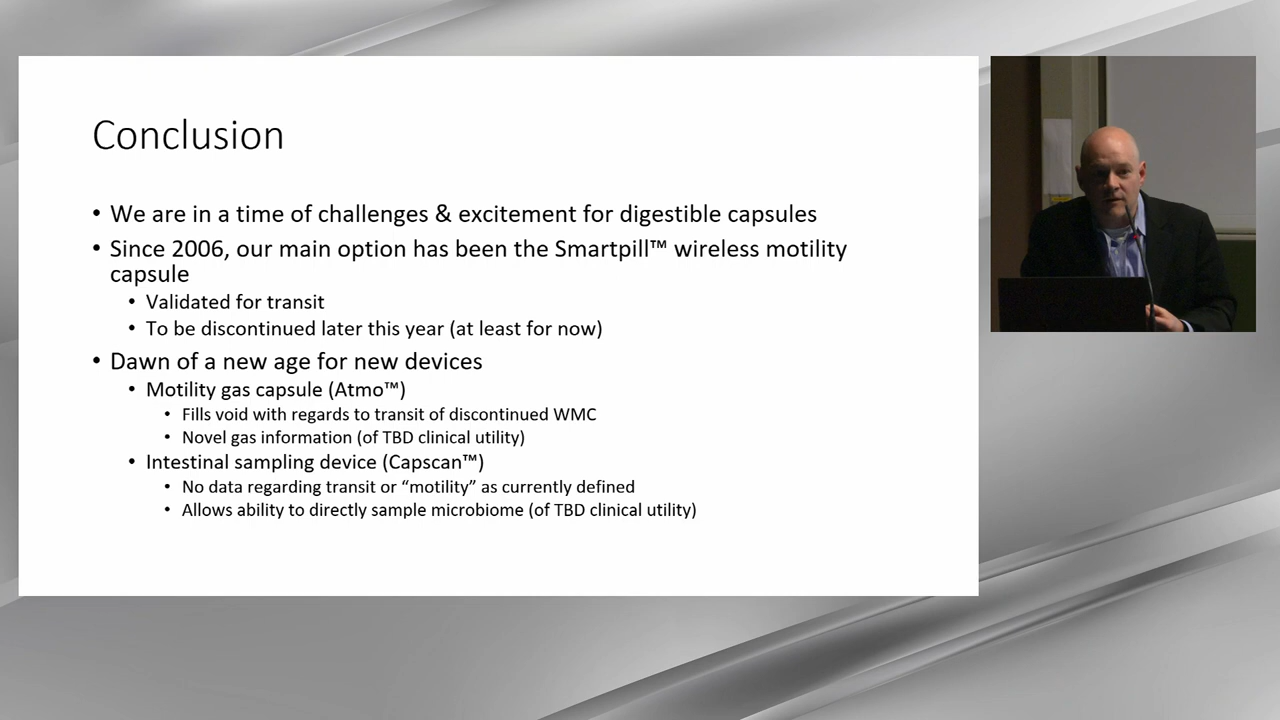 Conclusion
• We are in a time of challenges & excitement for digestible capsules
• Since 2006, our main option has been the Smartpill™ wireless motility
capsule
• Validated for transit
• To be discontinued later this year (at least for now)
• Dawn of a new age for new devices
• Motility gas capsule (Atmo™)
• Fills void with regards to transit of discontinued WMC
• Novel gas information (of TBD clinical utility)
• Intestinal sampling device (Capscan™)
• No data regarding transit or “motility” as currently defined
• Allows ability to directly sample microbiome (of TBD clinical utility)